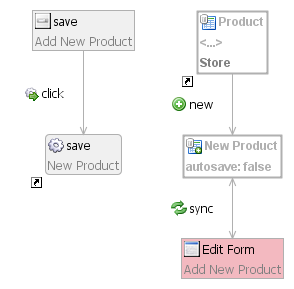 save
Add New Product
click
save
New Product
Product
<...>
Store
new
New Product
autosave: false
sync
Edit Form
Add New Product